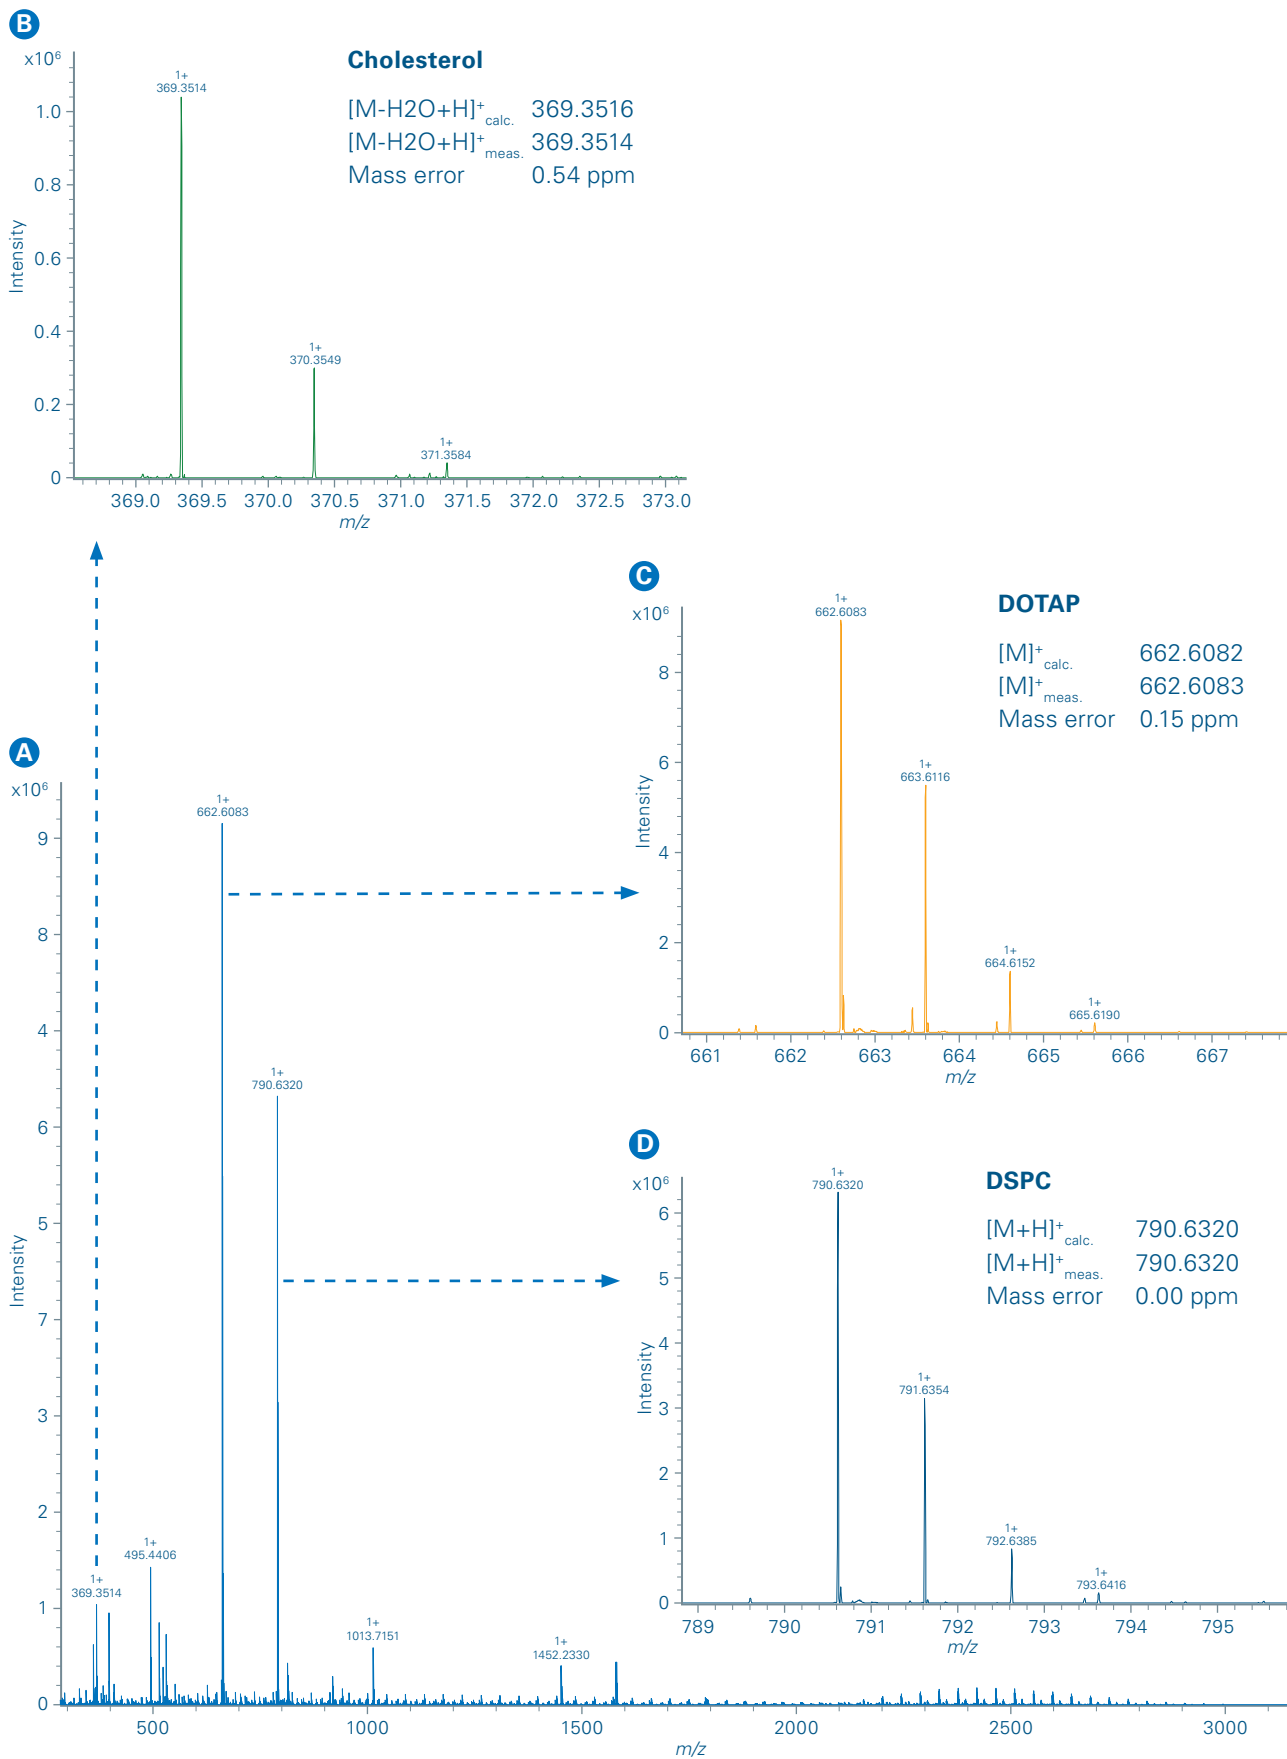 B
x10⁶
Cholesterol
[M-H2O+H]⁺calc. 369.3516
[M-H2O+H]⁺meas. 369.3514
Mass error 0.54 ppm
1+
369.3514
1+
370.3549
1+
371.3584
1.0
0.8
0.6
0.4
0.2
0
Intensity
369.0 369.5 370.0 370.5 371.0 371.5 372.0 372.5 373.0
m/z
C
x10⁶
DOTAP
[M]⁺calc. 662.6082
[M]⁺meas. 662.6083
Mass error 0.15 ppm
1+
662.6083
1+
663.6116
1+
664.6152
1+
665.6190
8
6
4
2
0
Intensity
661 662 663 664 665 666 667
m/z
A
x10⁶
1+
662.6083
1+
790.6320
1+
495.4406
1+
369.3514
1+
1013.7151
1+
1452.2330
9
8
4
6
5
7
3
2
1
0
Intensity
500 1000 1500 2000 2500 3000
m/z
D
x10⁶
DSPC
[M+H]⁺calc. 790.6320
[M+H]⁺meas. 790.6320
Mass error 0.00 ppm
1+
790.6320
1+
791.6354
1+
792.6385
1+
793.6416
6
5
4
3
2
1
0
Intensity
789 790 791 792 793 794 795
m/z